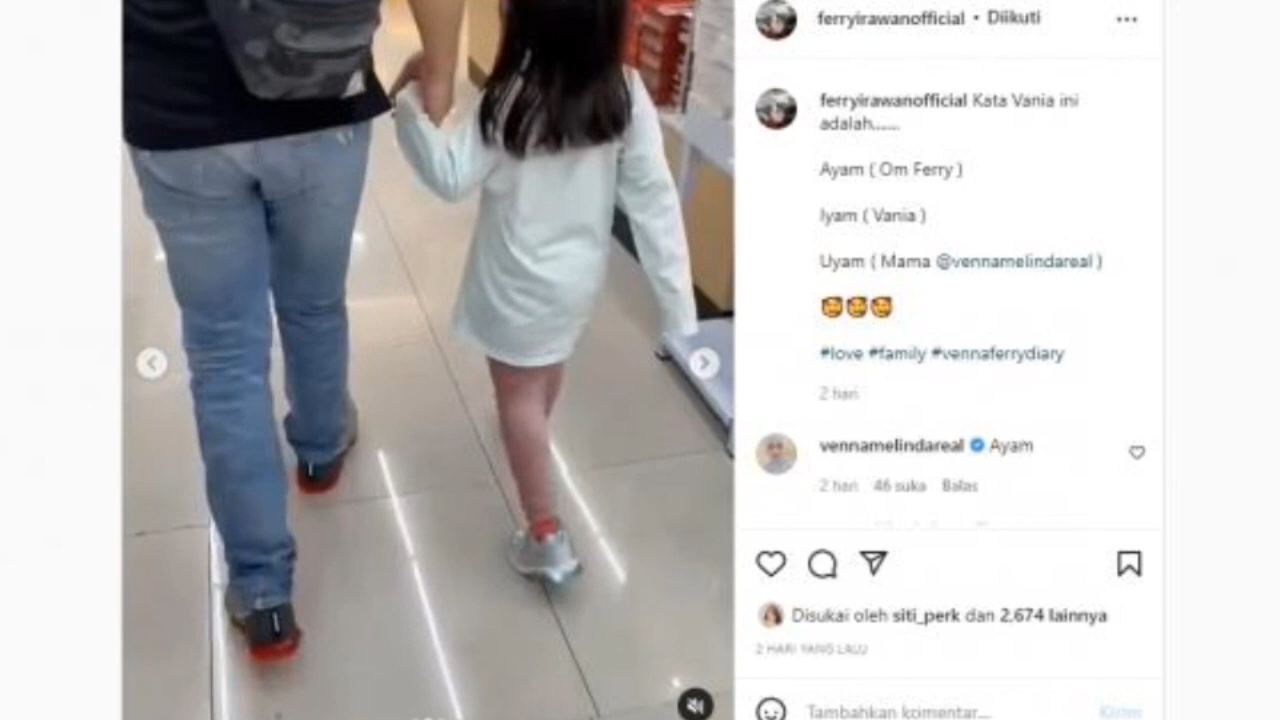 ferryirawanofficial • Diikuti
ferryirawanofficial Kata Vania ini
adalah......
Ayam ( Om Ferry )
Iyam ( Vania )
Uyam ( Mama @vennamelindareal )
🥰🥰🥰
#love #family #vennaferrydiary
2 hari
vennamelindareal Ayam
2 hari 46 suka Balas
Disukai oleh siti_perk dan 2.674 lainnya
2 HARI YANG LALU
Tambahkan komentar...
Kirim